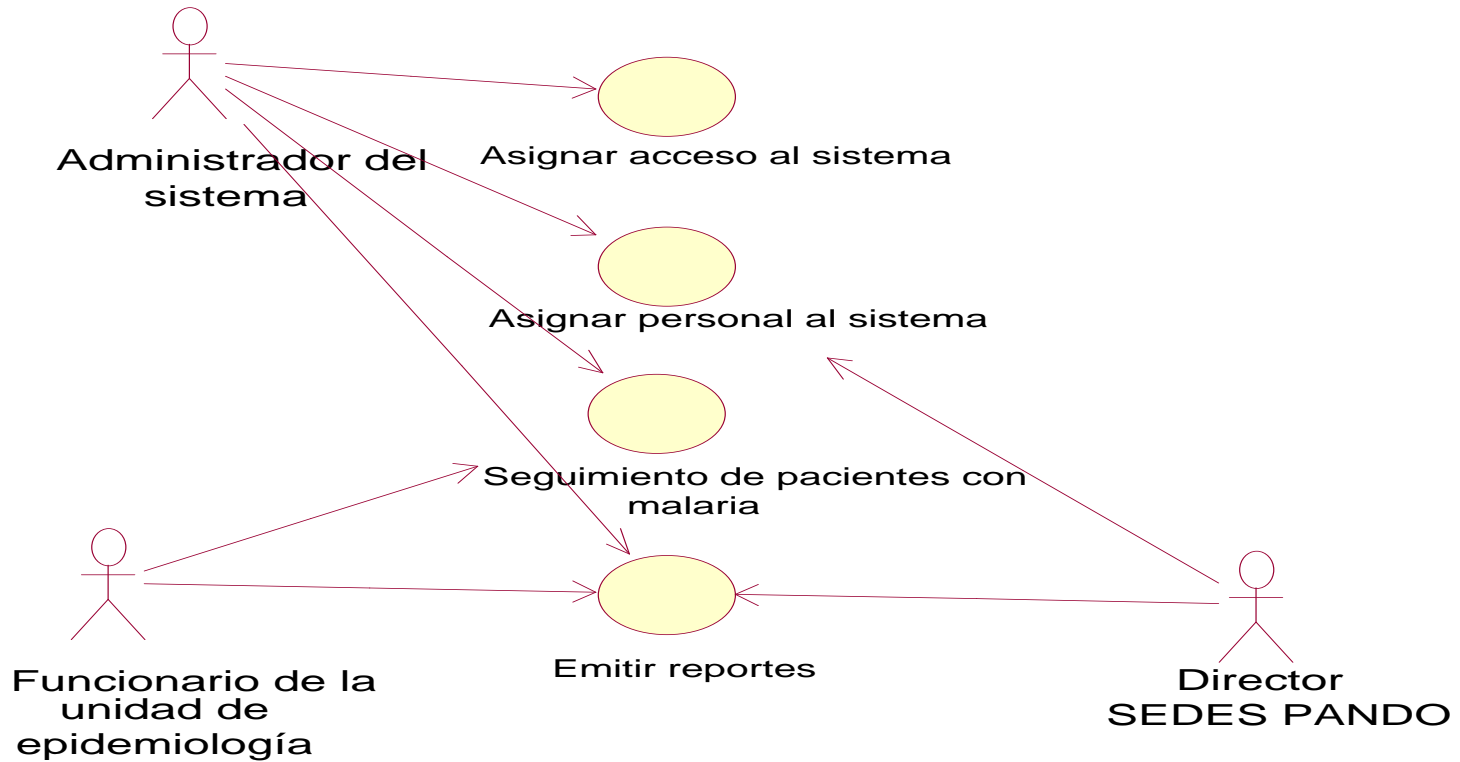 Administrador del
sistema
Asignar acceso al sistema
Asignar personal al sistema
Seguimiento de pacientes con
malaria
Emitir reportes
Funcionario de la
unidad de
epidemiología
Director
SEDES PANDO